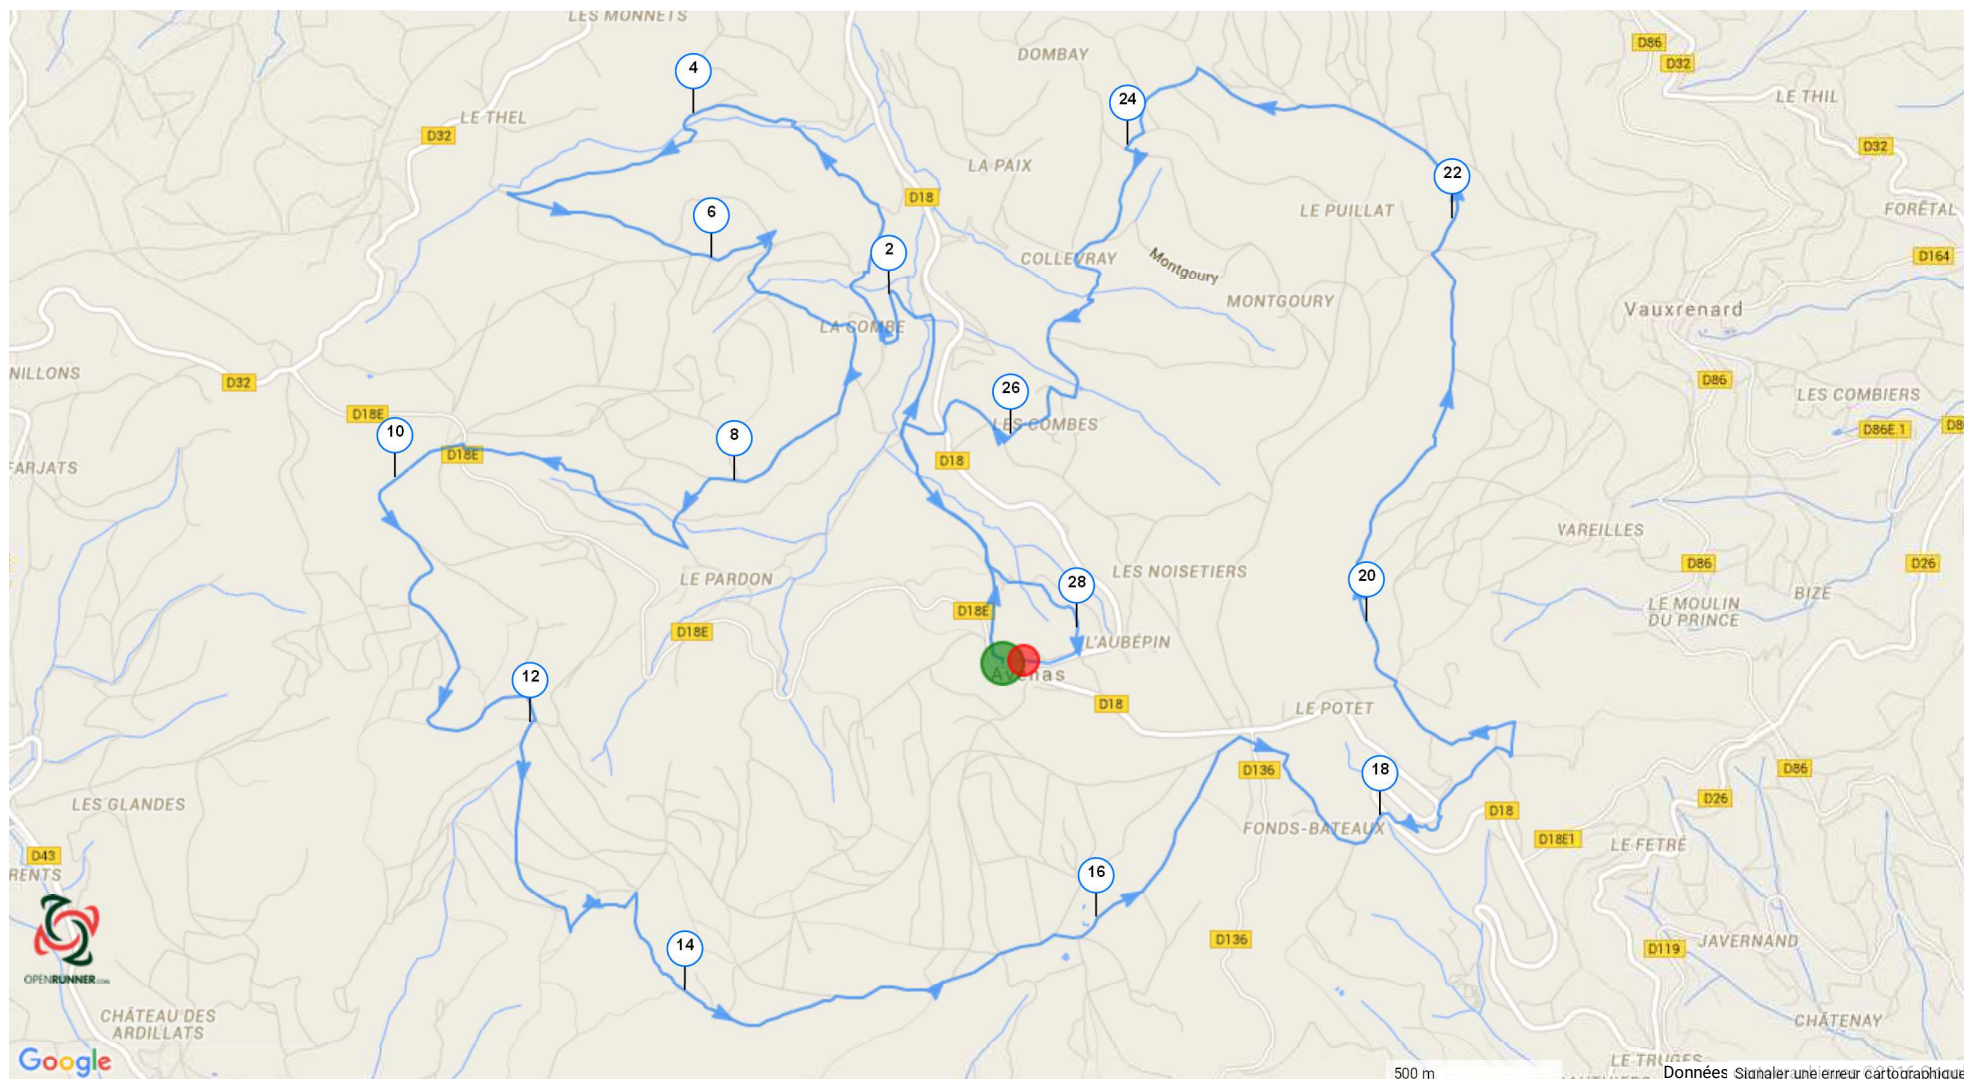 LES MONNETS
D86
DOMBAY
D32
4
24
LE THIL
LE THEL
D32
D32
LA PAIX
22
D18
6
LE PUILLAT
FORÊTAL
2
COLLEVRAY
Montgoury
D164
MONTGOURY
Vauxrenard
LA COMBE
NILLONS
D32
D86
26
LES COMBIERS
D18E
LES COMBES
10
8
D86E.1
D8
D18E
D18
FARJATS
VAREILLES
LE PARDON
LES NOISETIERS
D86
D26
28
20
BIZE
D18E
LE MOULIN
DU PRINCE
D18E
L'AUBÉPIN
12
Avenas
D18
LE POTET
D136
18
D86
D26
LES GLANDES
D18
FONDS-BATEAUX
D18E1
LE FETRÉ
D43
RENTS
16
14
D136
D119
JAVERNAND
OPENRUNNER.COM
CHÂTEAU DES
ARDILLATS
CHÂTENAY
Google
LE TRUGES
500 m
Données
Signaler une erreur cartographique